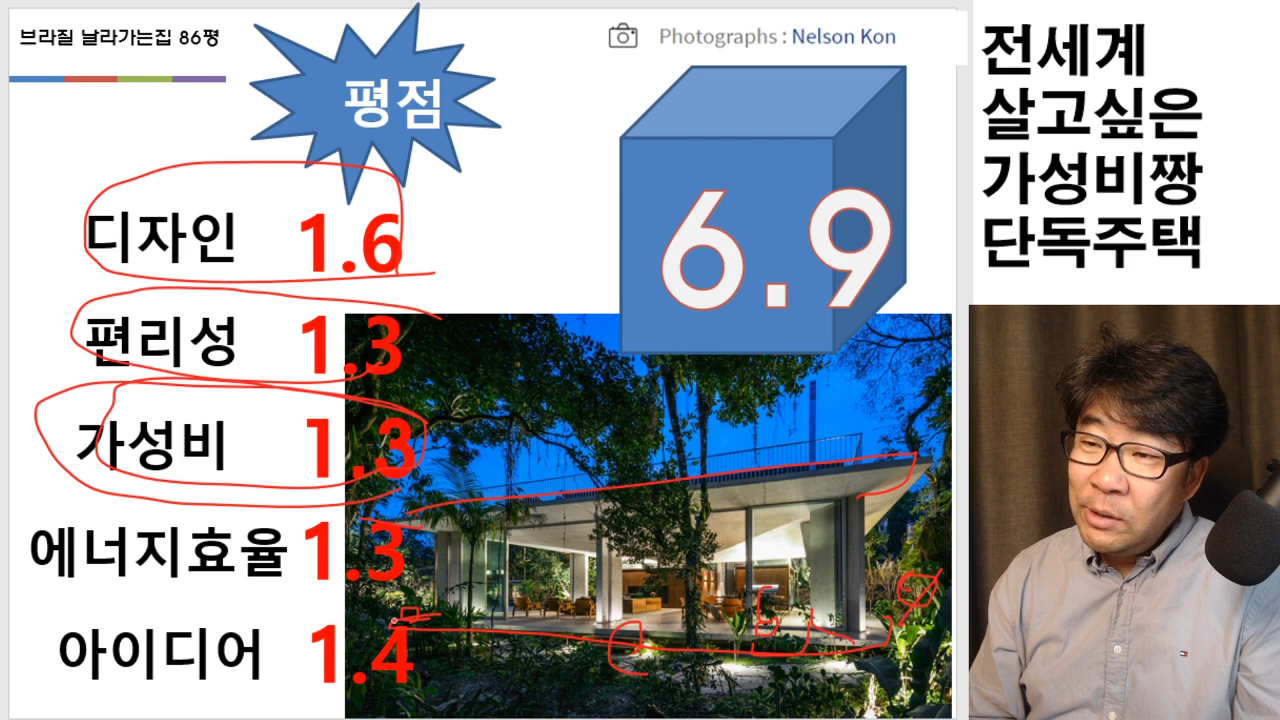 브라질 날라가는집 86평
평점
Photographs : Nelson Kon
6.9
디자인 1.6
편리성 1.3
가성비 1.3
에너지효율 1.3
아이디어 1.4
전세계
살고싶은
가성비짱
단독주택